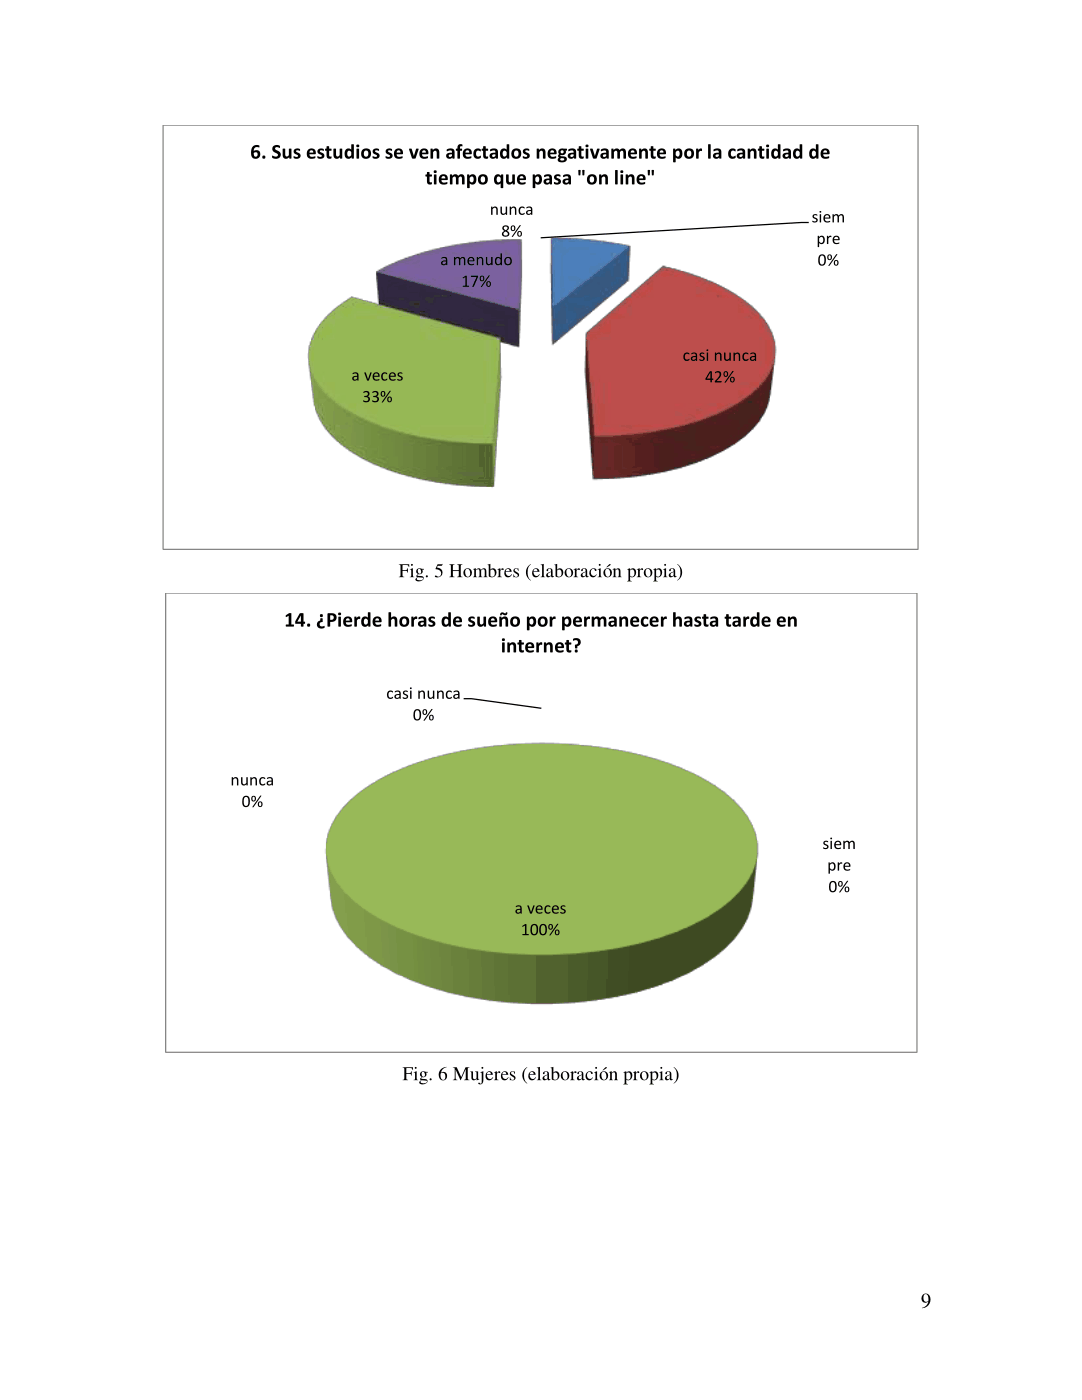 6. Sus estudios se ven afectados negativamente por la cantidad de
tiempo que pasa "on line"
nunca
8%
siem
pre
0%
a menudo
17%
casi nunca
42%
a veces
33%
Fig. 5 Hombres (elaboración propia)
14. ¿Pierde horas de sueño por permanecer hasta tarde en
internet?
casi nunca
0%
nunca
0%
siem
pre
0%
a veces
100%
Fig. 6 Mujeres (elaboración propia)
9